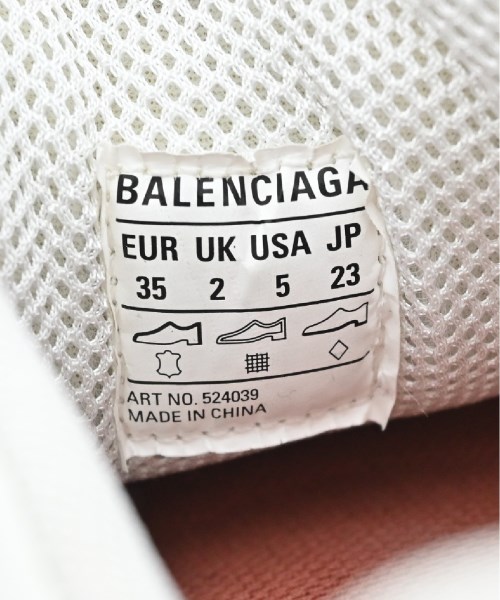 BALENCIAGA
EUR UK USA JP
35 2 5 23
ART NO. 524039
MADE IN CHINA